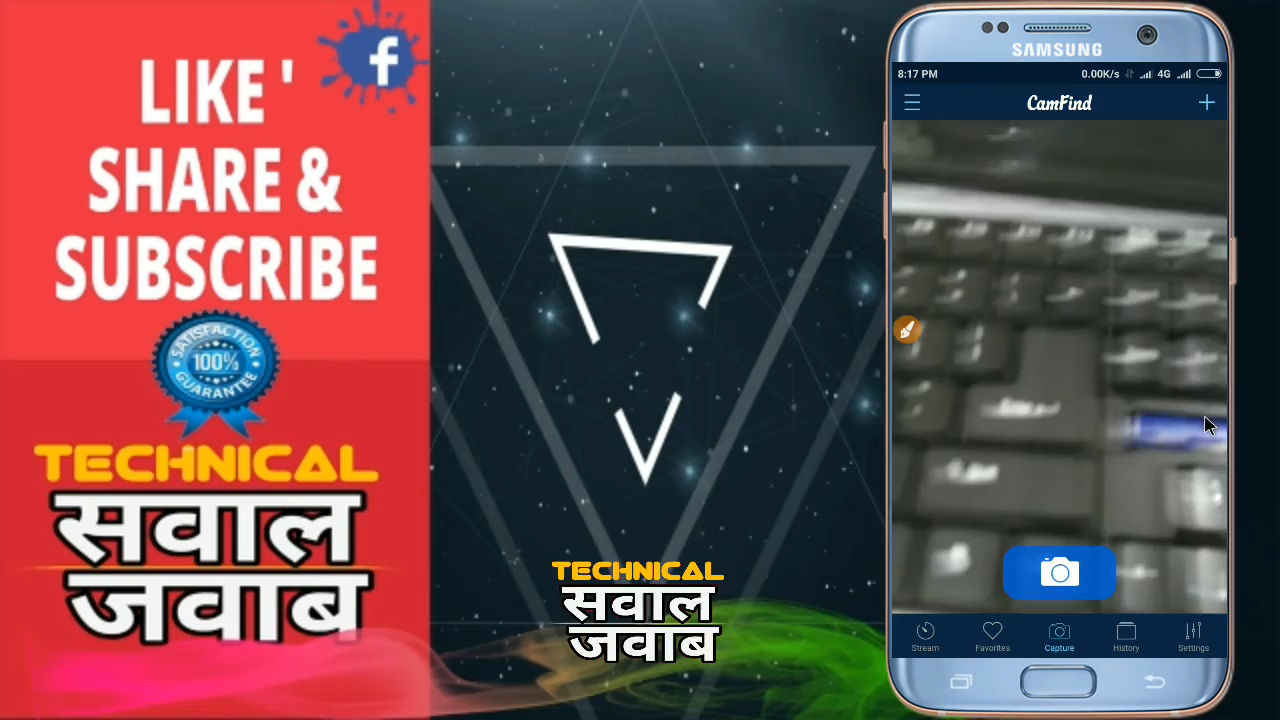 LIKE '
SHARE &
SUBSCRIBE
f
SATISFACTION
100%
GUARANTEE
TECHNICAL
सवाल
जवाब
TECHNICAL
सवाल
जवाब
SAMSUNG
8:17 PM 0.00K/s 4G
CamFind
Stream Favorites Capture History Settings